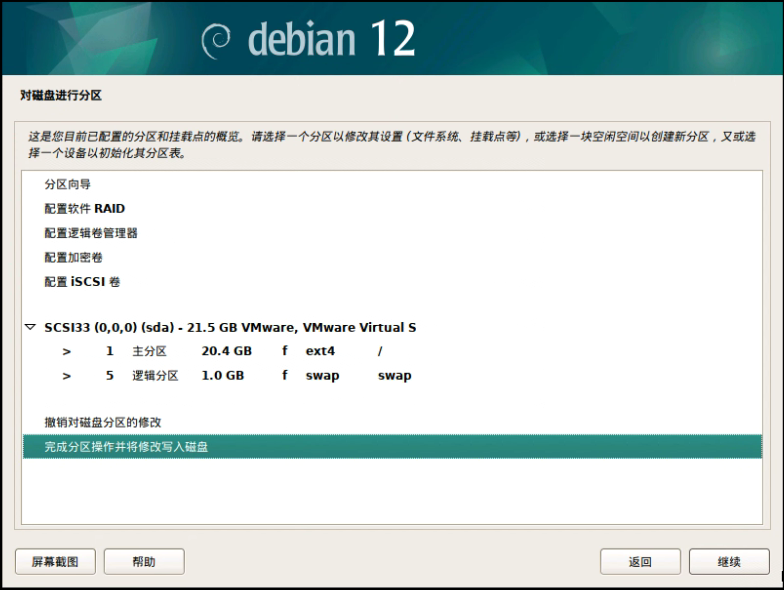 debian 12
对磁盘进行分区
这是您目前已配置的分区和挂载点的概览。请选择一个分区以修改其设置 (文件系统、挂载点等) , 或选择一块空闲空间以创建新分区 , 又或选
择一个设备以初始化其分区表。
分区向导
配置软件 RAID
配置逻辑卷管理器
配置加密卷
配置 iSCSI 卷
SCSI33 (0,0,0) (sda) - 21.5 GB VMware, VMware Virtual S
> 1 主分区 20.4 GB f ext4 /
> 5 逻辑分区 1.0 GB f swap swap
撤销对磁盘分区的修改
完成分区操作并将修改写入磁盘
屏幕截图 帮助 返回 继续